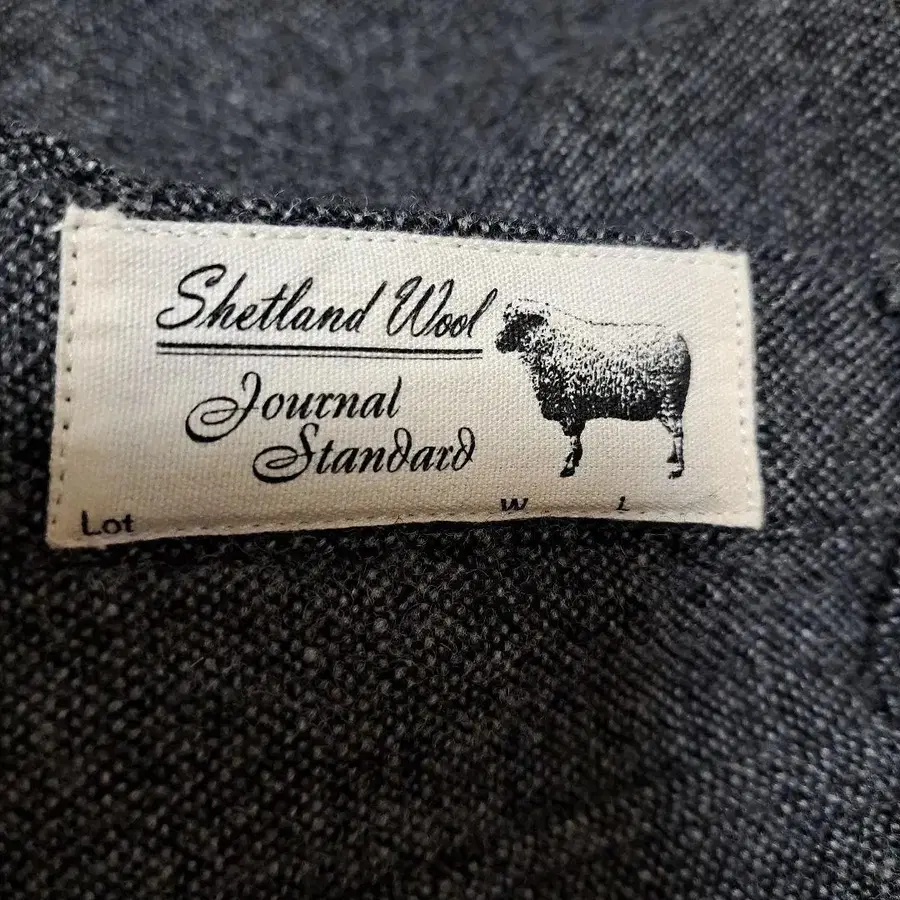 Shetland Wool
Journal
Standard
Lot W L